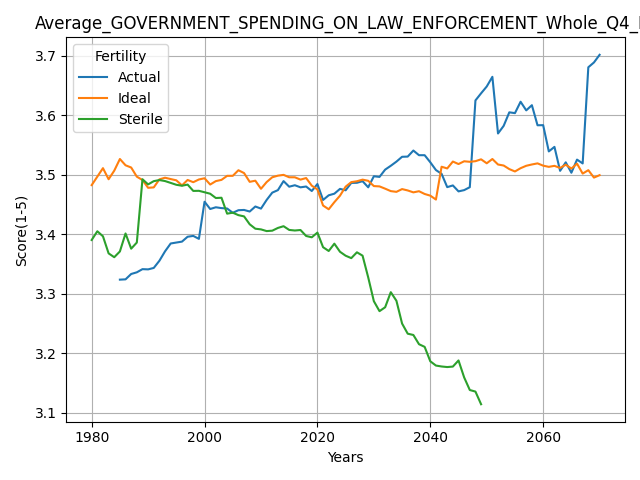 Average_GOVERNMENT_SPENDING_ON_LAW_ENFORCEMENT_Whole_Q4_
Fertility
Actual
Ideal
Sterile
3.7
3.6
3.5
3.4
3.3
3.2
3.1
Score(1-5)
1980
2000
2020
2040
2060
Years